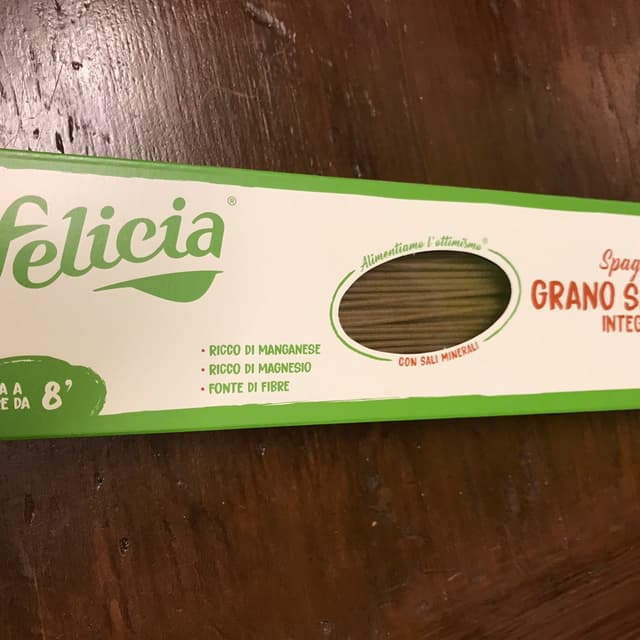 felicia®
A A
E DA 8'
• RICCO DI MANGANESE
• RICCO DI MAGNESIO
• FONTE DI FIBRE
Alimentiamo l'ottimismo®
CON SALI MINERALI
Spag
GRANO S
INTEG